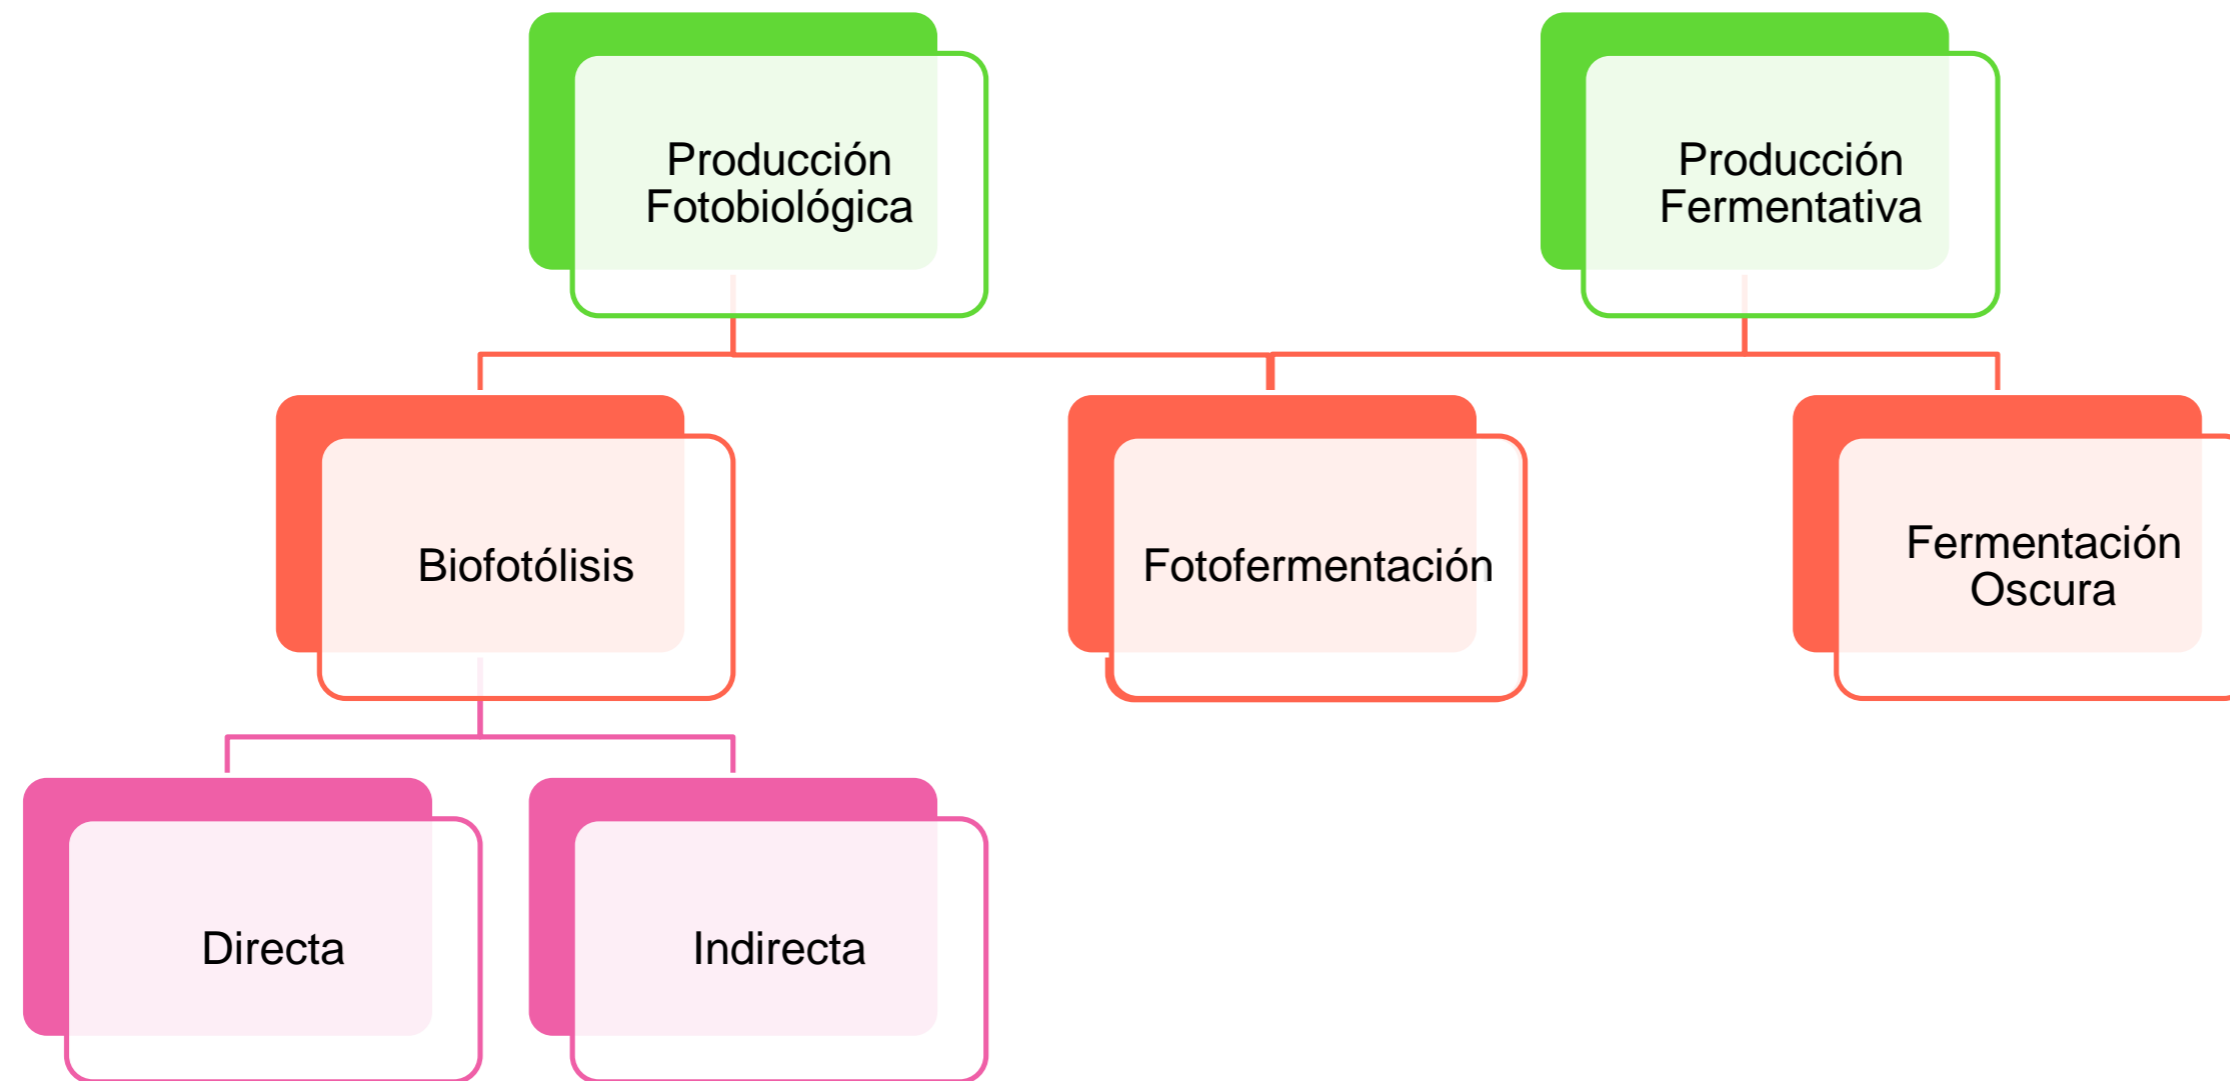 Producción
Fotobiológica
Producción
Fermentativa
Biofotólisis
Fotofermentación
Fermentación
Oscura
Directa
Indirecta